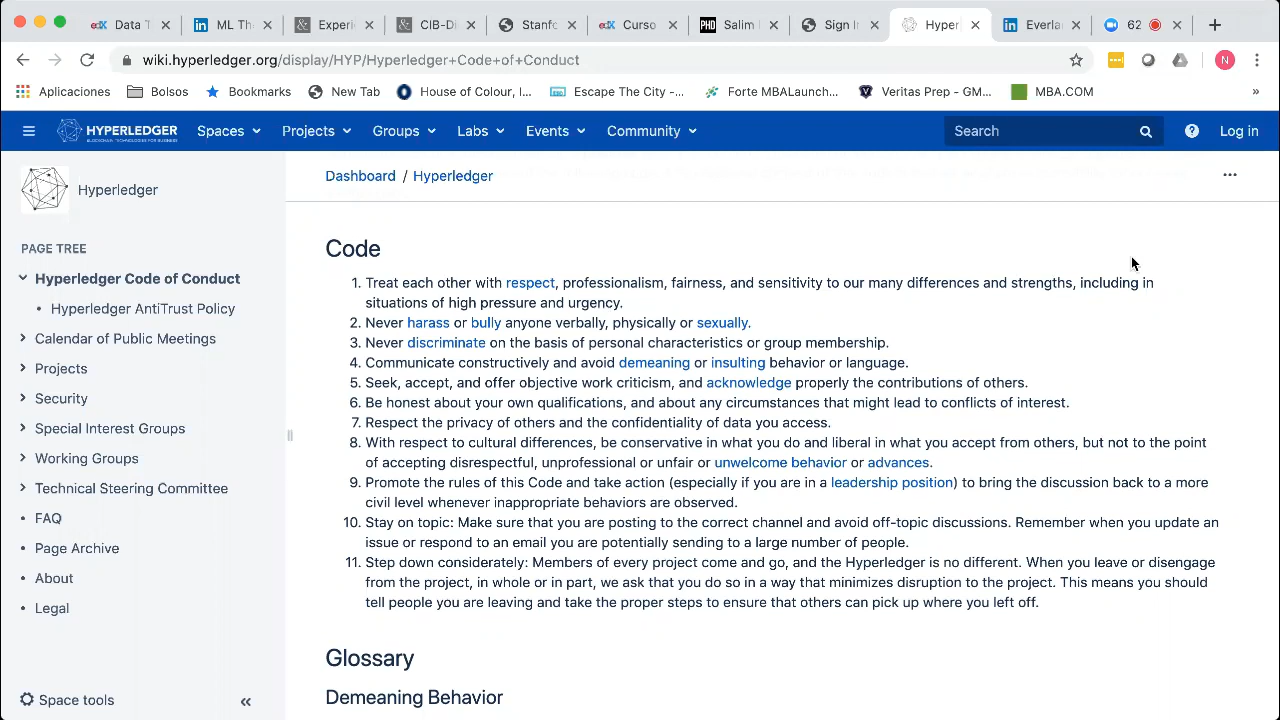 Data T
ML Th
Experi
CIB-Di
Stanfo
Curso
PHD
Salim
Sign I
Hyper
Everla
62
wiki.hyperledger.org/display/HYP/Hyperledger+Code+of+Conduct
N
Aplicaciones
Bolsos
Bookmarks
New Tab
House of Colour, I...
Escape The City -...
Forte MBALaunch...
Veritas Prep - GM...
MBA.COM
»
HYPERLEDGER
BLOCKCHAIN TECHNOLOGIES FOR BUSINESS
Spaces
Projects
Groups
Labs
Events
Community
Search
Log in
Hyperledger
PAGE TREE
Hyperledger Code of Conduct
• Hyperledger AntiTrust Policy
Calendar of Public Meetings
Projects
Security
Special Interest Groups
Working Groups
Technical Steering Committee
• FAQ
• Page Archive
• About
• Legal
Space tools
«
Dashboard / Hyperledger
Code
1. Treat each other with respect, professionalism, fairness, and sensitivity to our many differences and strengths, including in
situations of high pressure and urgency.
2. Never harass or bully anyone verbally, physically or sexually.
3. Never discriminate on the basis of personal characteristics or group membership.
4. Communicate constructively and avoid demeaning or insulting behavior or language.
5. Seek, accept, and offer objective work criticism, and acknowledge properly the contributions of others.
6. Be honest about your own qualifications, and about any circumstances that might lead to conflicts of interest.
7. Respect the privacy of others and the confidentiality of data you access.
8. With respect to cultural differences, be conservative in what you do and liberal in what you accept from others, but not to the point
of accepting disrespectful, unprofessional or unfair or unwelcome behavior or advances.
9. Promote the rules of this Code and take action (especially if you are in a leadership position) to bring the discussion back to a more
civil level whenever inappropriate behaviors are observed.
10. Stay on topic: Make sure that you are posting to the correct channel and avoid off-topic discussions. Remember when you update an
issue or respond to an email you are potentially sending to a large number of people.
11. Step down considerately: Members of every project come and go, and the Hyperledger is no different. When you leave or disengage
from the project, in whole or in part, we ask that you do so in a way that minimizes disruption to the project. This means you should
tell people you are leaving and take the proper steps to ensure that others can pick up where you left off.
Glossary
Demeaning Behavior